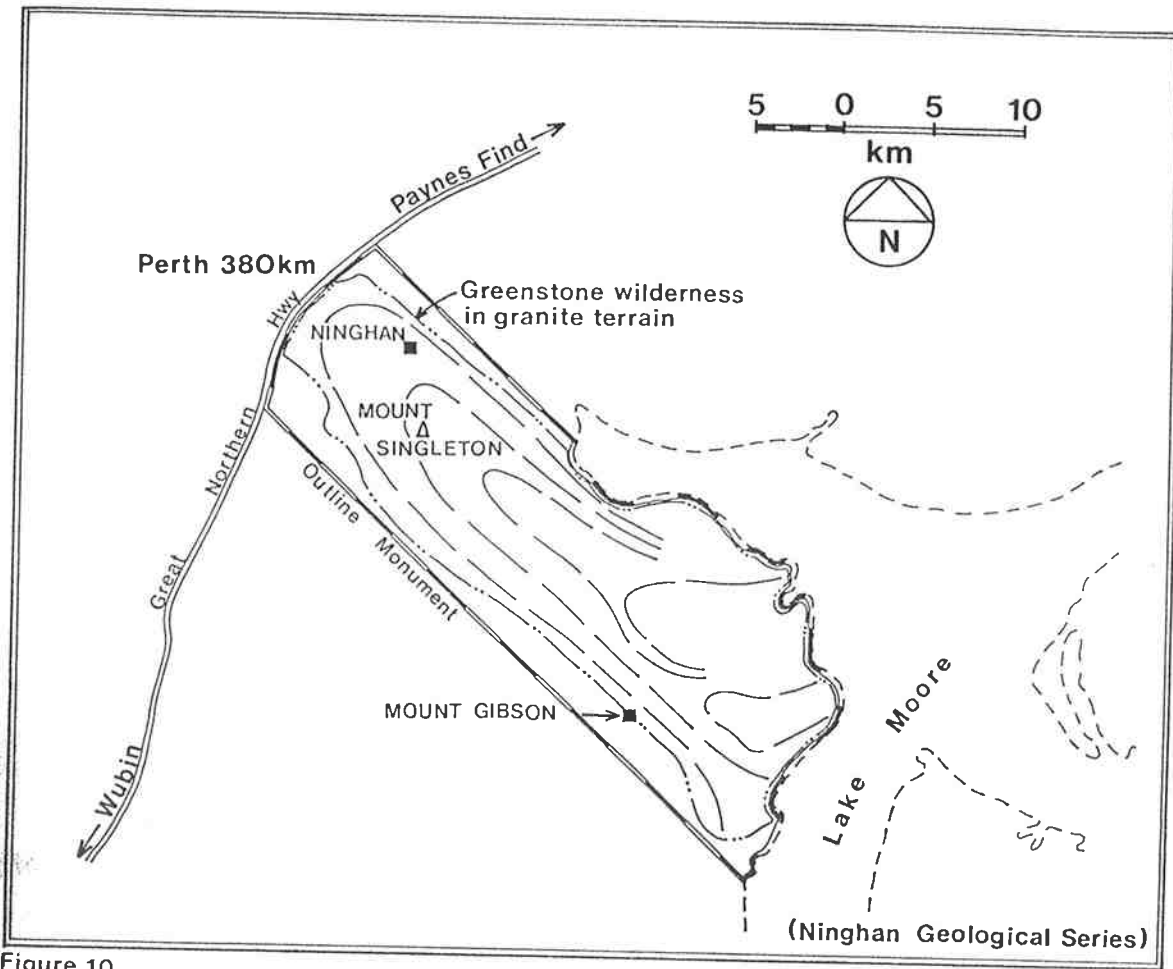 5 0 5 10
km
N
Paynes Find
Perth 380km
Hwy
Greenstone wilderness
in granite terrain
NINGHAN
MOUNT
SINGLETON
Northern
Outline
Monument
Great
MOUNT GIBSON
Moore
Lake
Wubin
(Ninghan Geological Series)
Figure 10